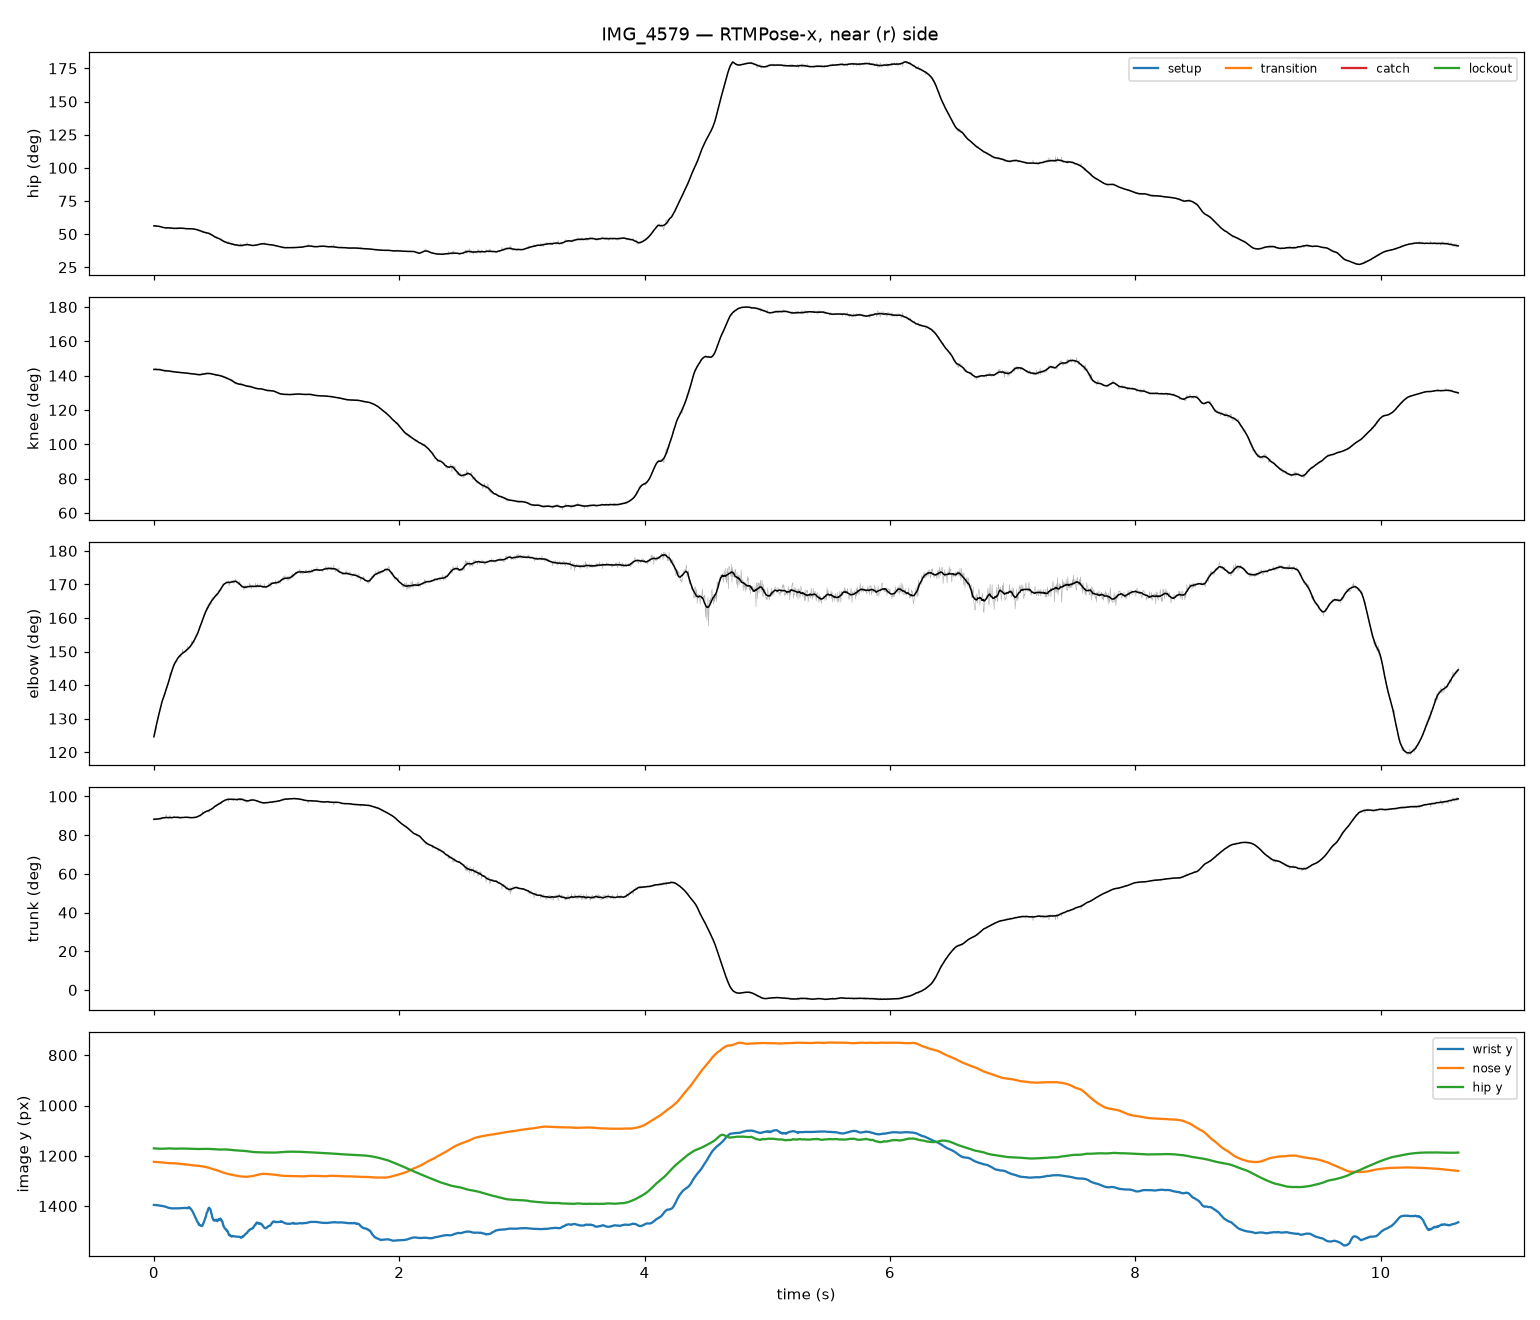 IMG_4579 — RTMPose-x, near (r) side
setup transition catch lockout
hip (deg)
175
150
125
100
75
50
25
knee (deg)
180
160
140
120
100
80
60
elbow (deg)
180
170
160
150
140
130
120
trunk (deg)
100
80
60
40
20
0
wrist y
nose y
hip y
image y (px)
800
1000
1200
1400
0 2 4 6 8 10
time (s)